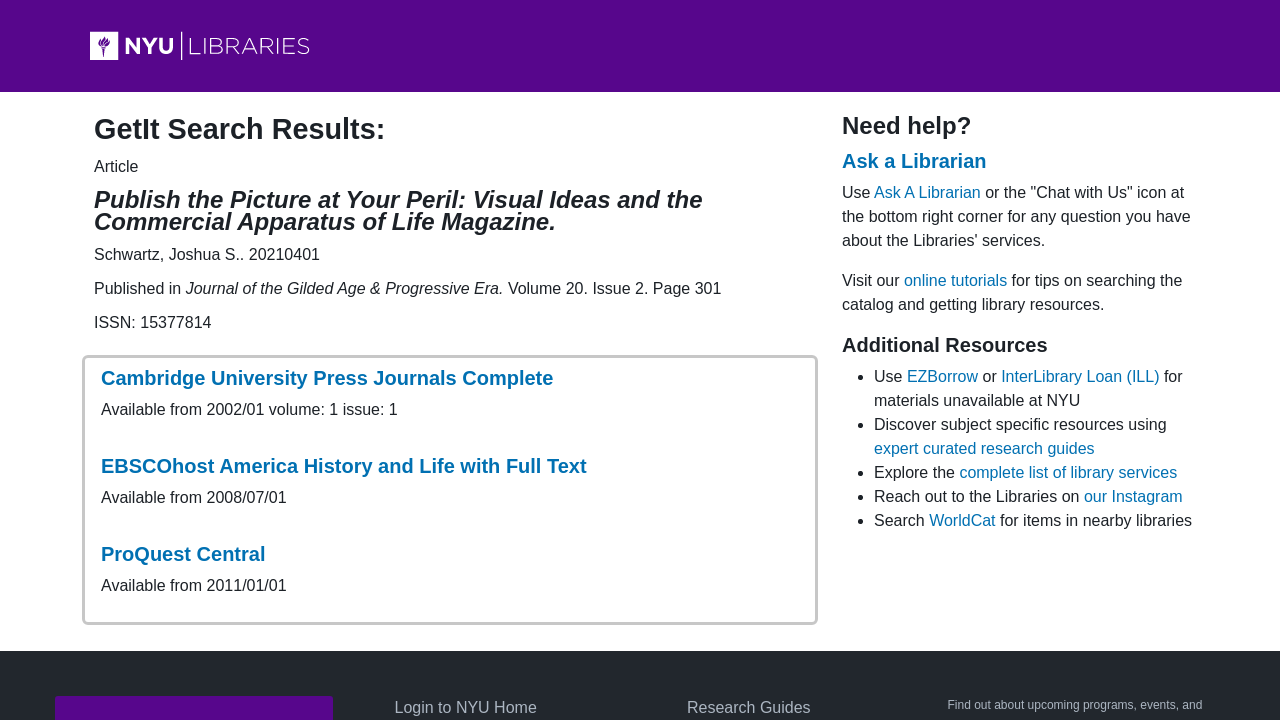 NYU | LIBRARIES
GetIt Search Results:
Article
Publish the Picture at Your Peril: Visual Ideas and the
Commercial Apparatus of Life Magazine.
Schwartz, Joshua S.. 20210401
Published in Journal of the Gilded Age & Progressive Era. Volume 20. Issue 2. Page 301
ISSN: 15377814
Cambridge University Press Journals Complete
Available from 2002/01 volume: 1 issue: 1
EBSCOhost America History and Life with Full Text
Available from 2008/07/01
ProQuest Central
Available from 2011/01/01
Need help?
Ask a Librarian
Use Ask A Librarian or the "Chat with Us" icon at
the bottom right corner for any question you have
about the Libraries' services.
Visit our online tutorials for tips on searching the
catalog and getting library resources.
Additional Resources
Use EZBorrow or InterLibrary Loan (ILL) for
materials unavailable at NYU
Discover subject specific resources using
expert curated research guides
Explore the complete list of library services
Reach out to the Libraries on our Instagram
Search WorldCat for items in nearby libraries
Login to NYU Home
Research Guides
Find out about upcoming programs, events, and